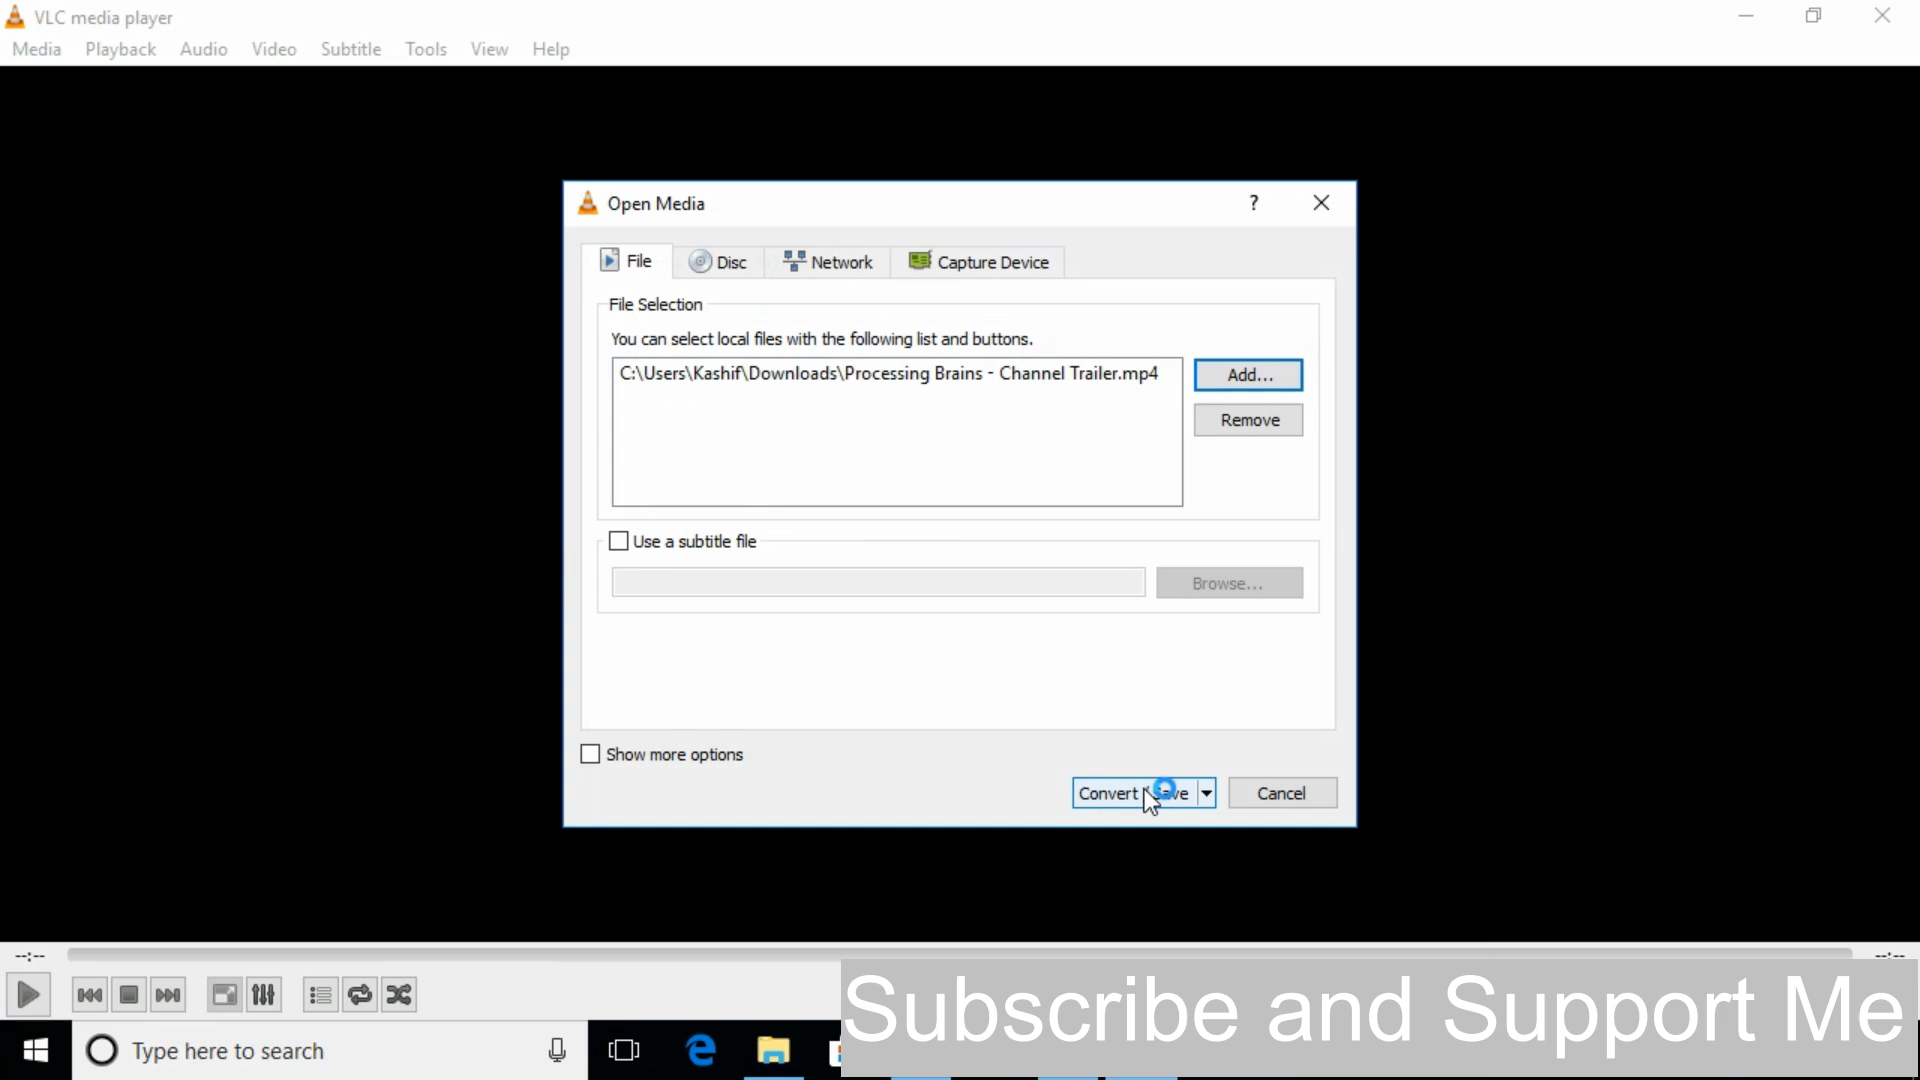 VLC media player
Media Playback Audio Video Subtitle Tools View Help
Open Media ?
File Disc Network Capture Device
File Selection
You can select local files with the following list and buttons.
C:\Users\Kashif\Downloads\Processing Brains - Channel Trailer.mp4
Add...
Remove
Use a subtitle file
Browse...
Show more options
Convert Cancel
--:-- --:--
Subscribe and Support Me
Type here to search